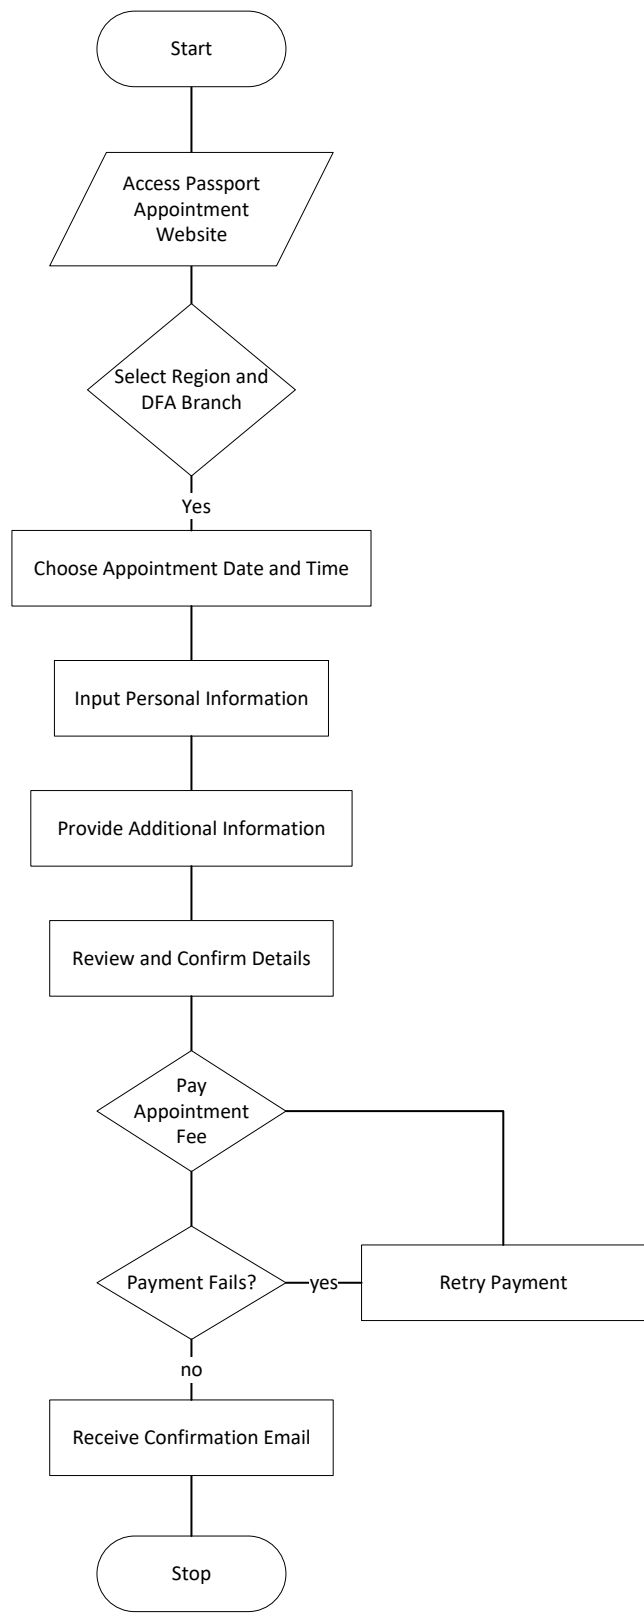 Start
Access Passport
Appointment
Website
Select Region and
DFA Branch
Yes
Choose Appointment Date and Time
Input Personal Information
Provide Additional Information
Review and Confirm Details
Pay
Appointment
Fee
Payment Fails?
yes
Retry Payment
no
Receive Confirmation Email
Stop